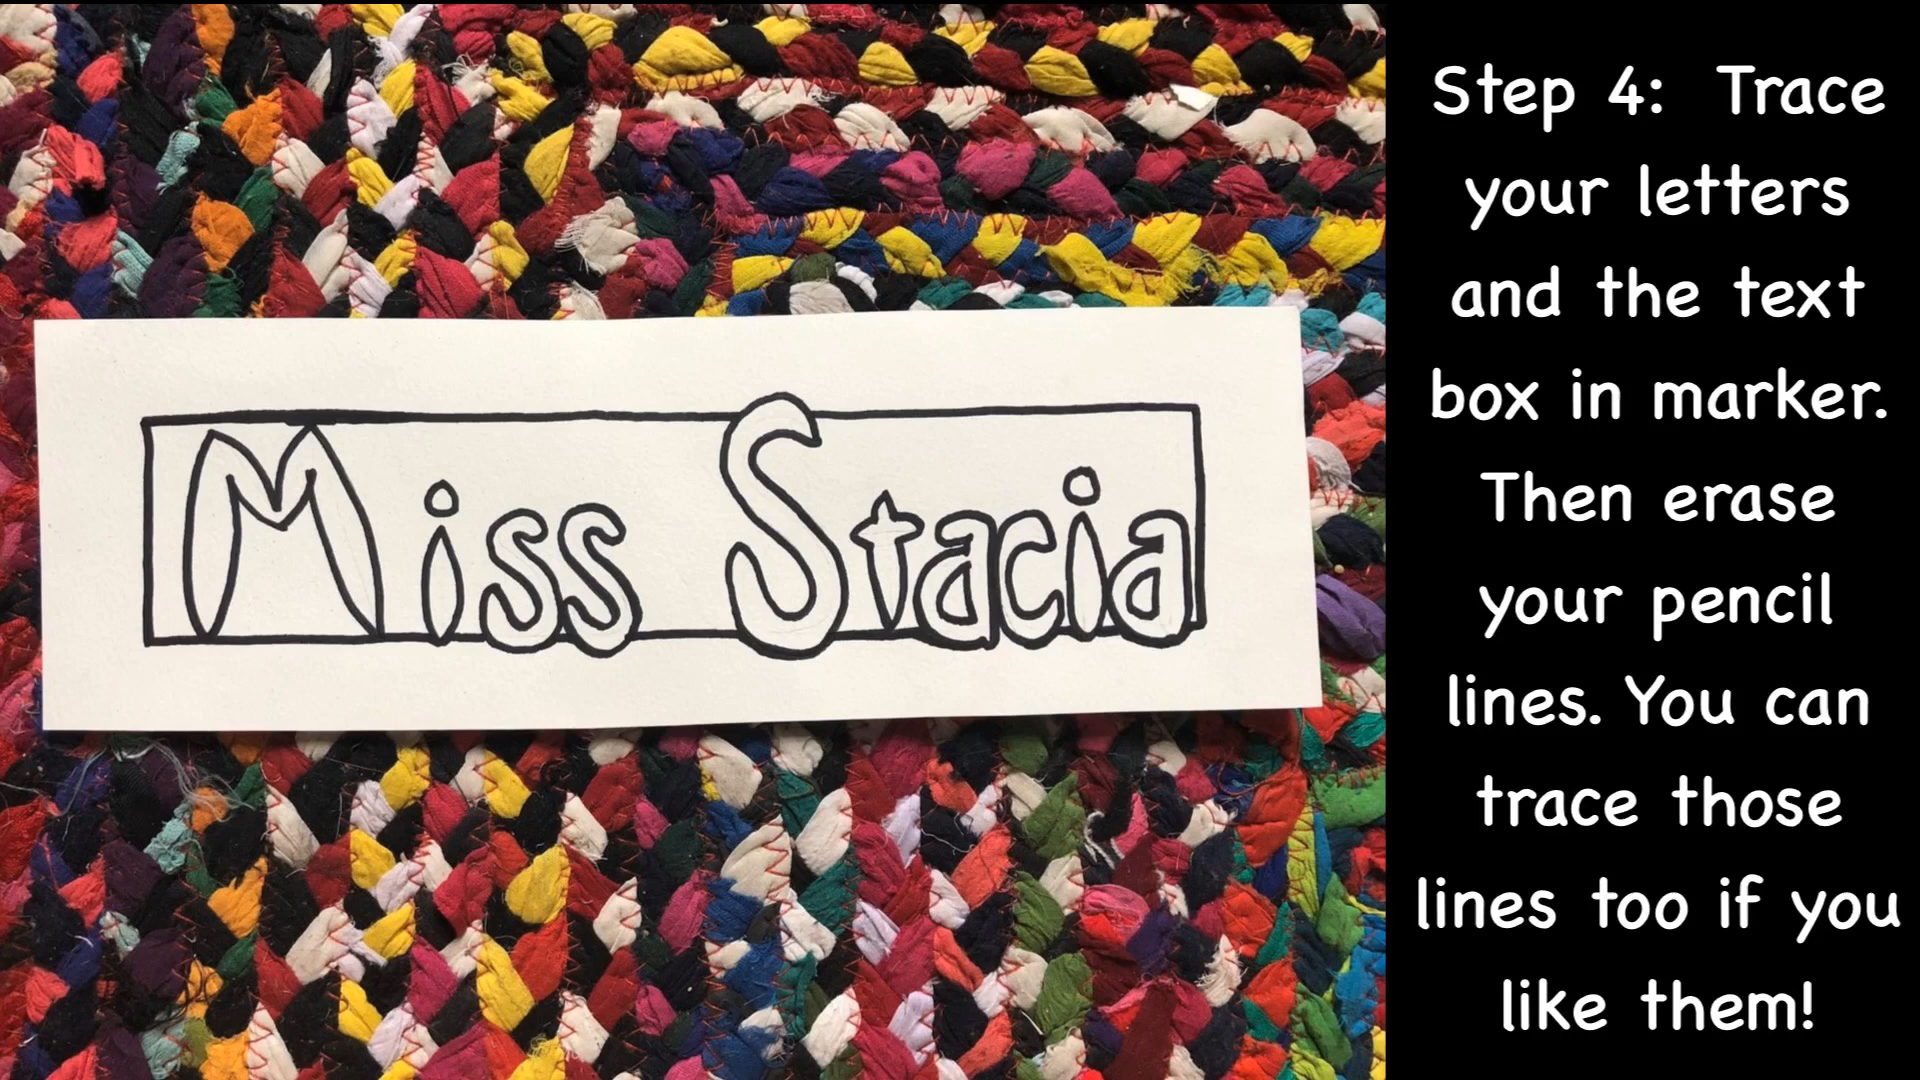 Miss Stacia
Step 4: Trace
your letters
and the text
box in marker.
Then erase
your pencil
lines. You can
trace those
lines too if you
like them!